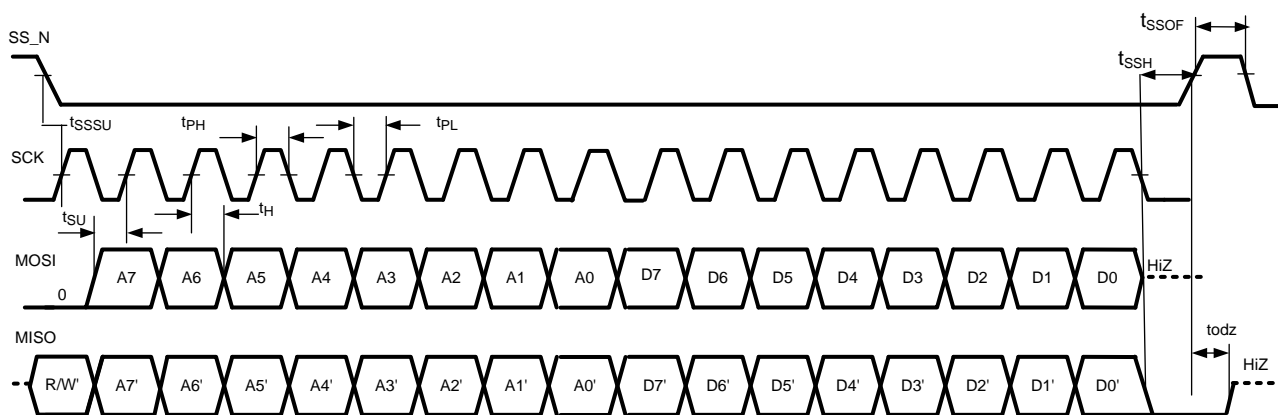 tSSOF
SS_N
tSSH
tSSSU tPH tPL
SCK
tSU tH
MOSI
0 A7 A6 A5 A4 A3 A2 A1 A0 D7 D6 D5 D4 D3 D2 D1 D0 HiZ
MISO
todz
R/W' A7' A6' A5' A4' A3' A2' A1' A0' D7' D6' D5' D4' D3' D2' D1' D0' HiZ